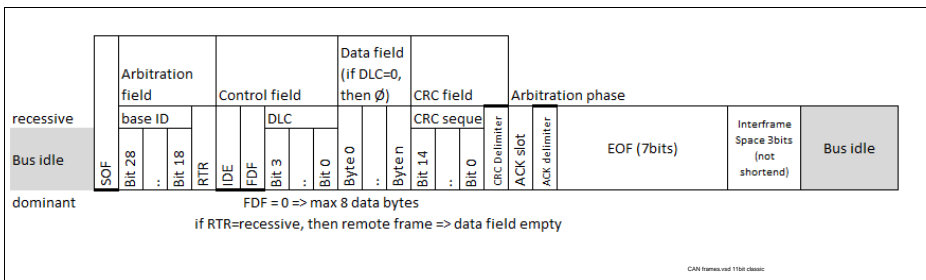 Data field
Arbitration (if DLC=0,
field Control field then Ø) CRC field Arbitration phase
recessive base ID DLC CRC seque
Bus idle SOF Bit 28 .. Bit 18 RTR IDE FDF Bit 3 .. Bit 0 Byte 0 .. Byte n Bit 14 .. Bit 0 CRC Delimiter ACK slot ACK delimiter EOF (7bits) Interframe Space 3bits (not shortend) Bus idle
dominant FDF = 0 => max 8 data bytes
if RTR=recessive, then remote frame => data field empty
CAN frames.vsd 11bit classic